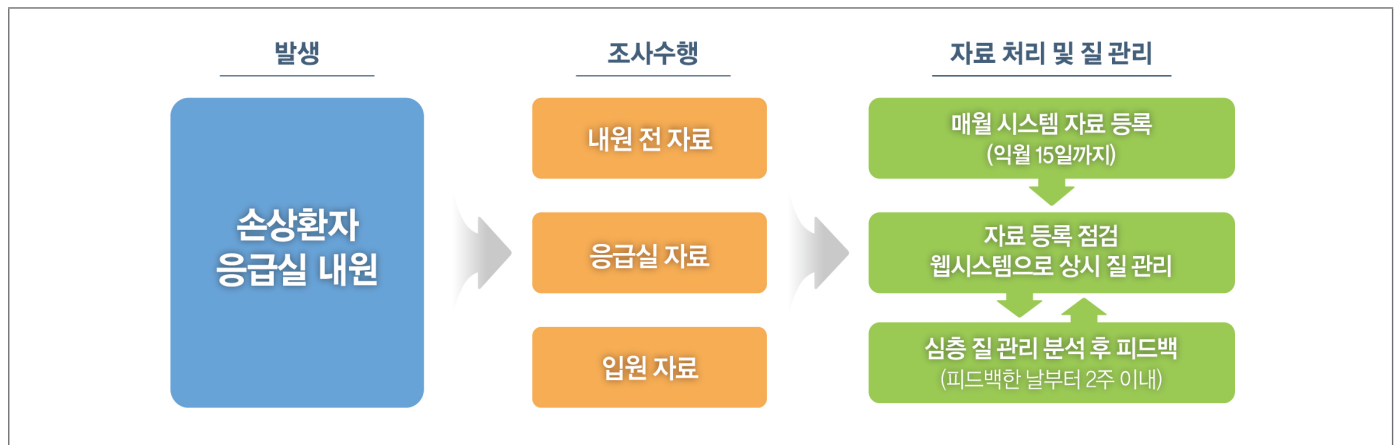 발생
손상환자
응급실 내원
조사수행
내원 전 자료
응급실 자료
입원 자료
자료 처리 및 질 관리
매월 시스템 자료 등록
(익월 15일까지)
자료 등록 점검
웹시스템으로 상시 질 관리
심층 질 관리 분석 후 피드백
(피드백한 날부터 2주 이내)